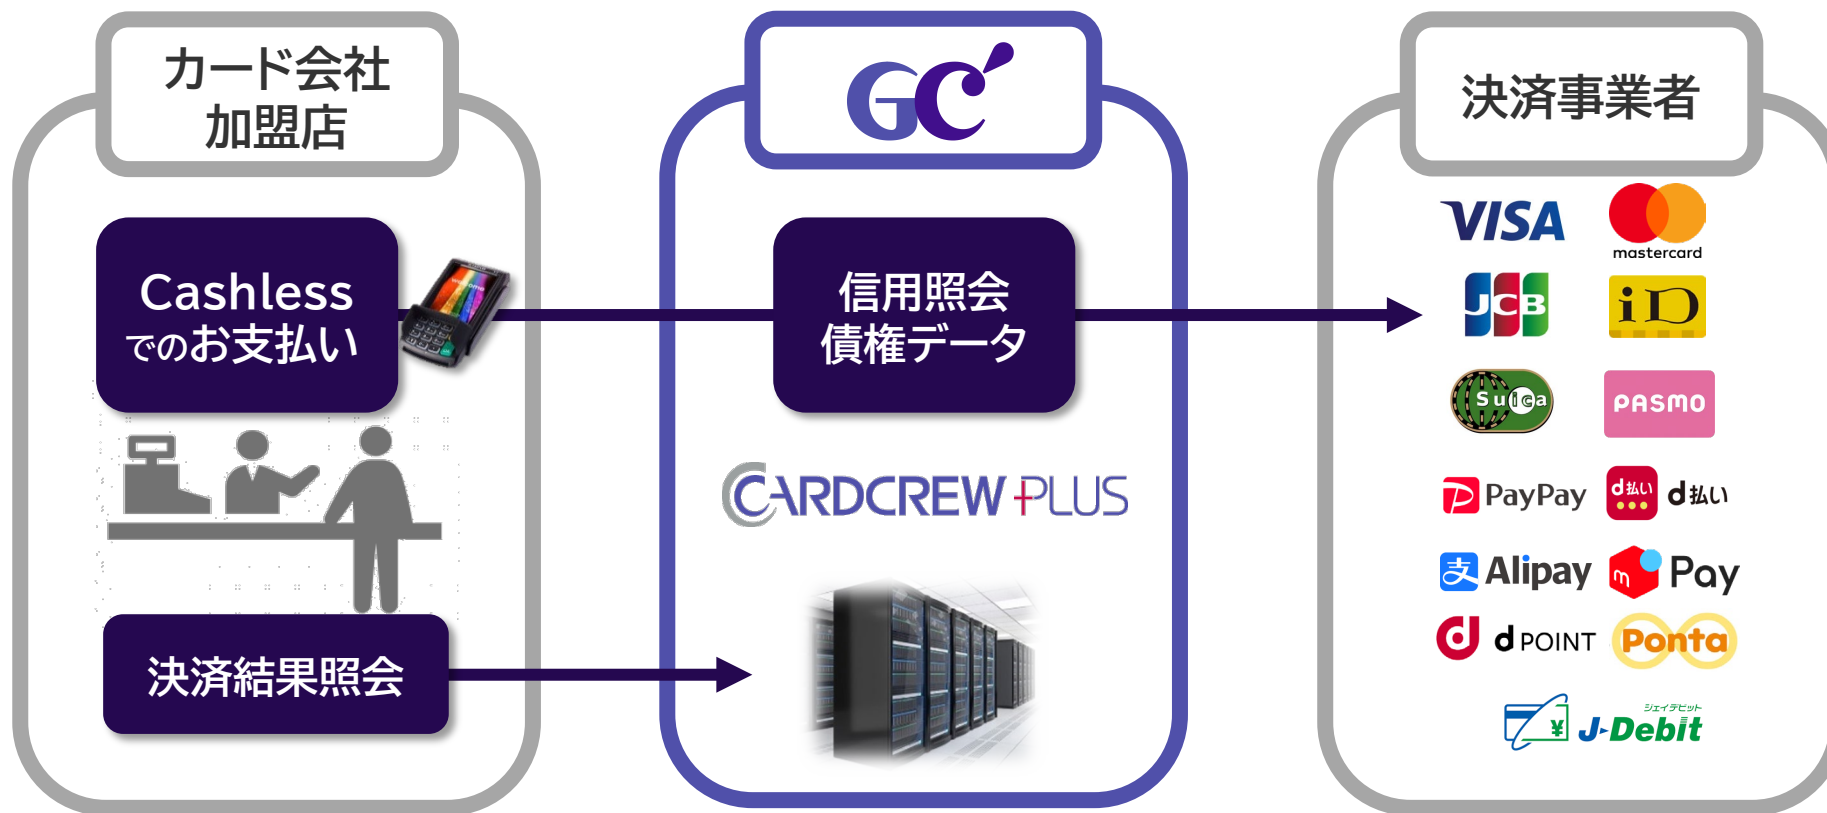 カード会社
加盟店
Cashless
でのお支払い
welcome
決済結果照会
GC
信用照会
債権データ
CARDCREW PLUS
決済事業者
VISA
mastercard
JCB
iD
Suica
PASMO
PayPay
d払い
d払い
支 Alipay
m Pay
d d POINT
Ponta
ジェイデビット
¥ J-Debit